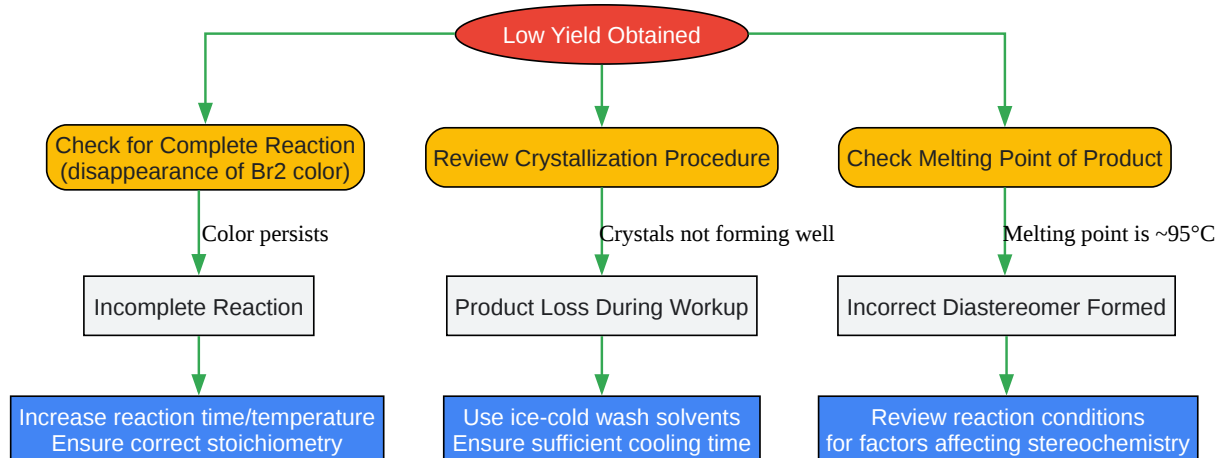 Low Yield Obtained
Check for Complete Reaction
(disappearance of Br2 color)
Review Crystallization Procedure
Check Melting Point of Product
Color persists
Crystals not forming well
Melting point is ~95°C
Incomplete Reaction
Product Loss During Workup
Incorrect Diastereomer Formed
Increase reaction time/temperature
Ensure correct stoichiometry
Use ice-cold wash solvents
Ensure sufficient cooling time
Review reaction conditions
for factors affecting stereochemistry